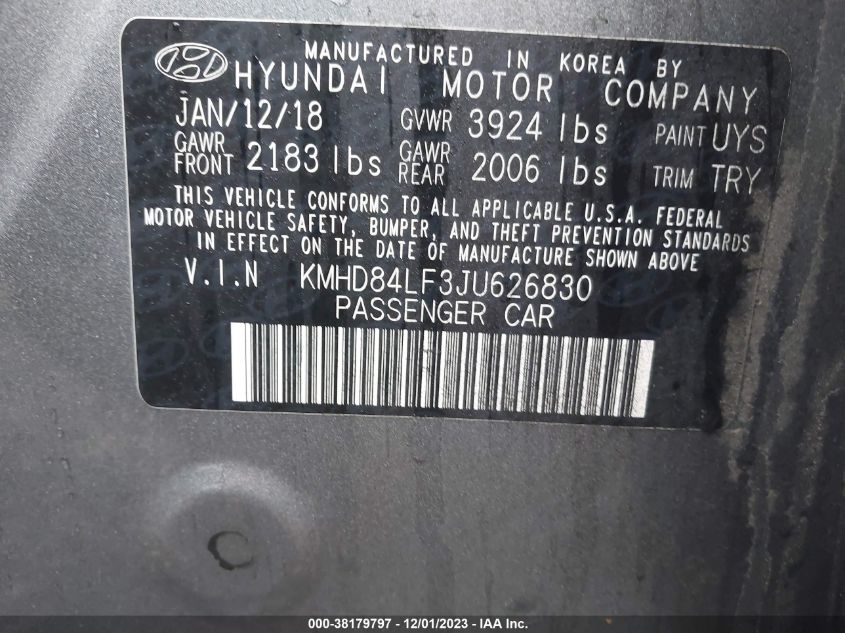 MANUFACTURED IN KOREA BY
HYUNDAI MOTOR COMPANY
JAN/12/18 GVWR 3924 lbs PAINT UYS
GAWR FRONT 2183 lbs GAWR REAR 2006 lbs TRIM TRY
THIS VEHICLE CONFORMS TO ALL APPLICABLE U.S.A. FEDERAL
MOTOR VEHICLE SAFETY, BUMPER, AND THEFT PREVENTION STANDARDS
IN EFFECT ON THE DATE OF MANUFACTURE SHOWN ABOVE
V.I.N KMHD84LF3JU626830
PASSENGER CAR
000-38179797 - 12/01/2023 - IAAI.com